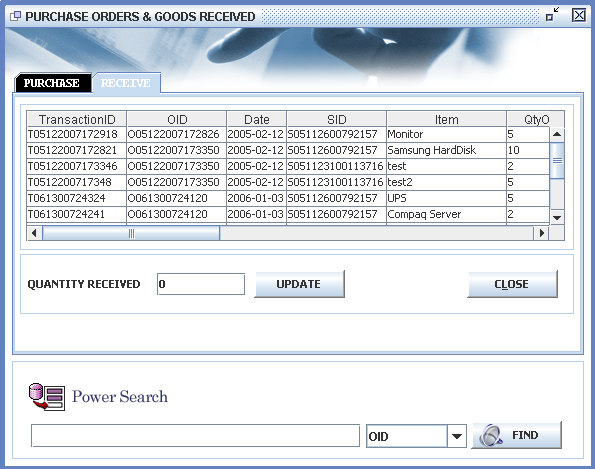 PURCHASE ORDERS & GOODS RECEIVED
PURCHASE RECEIVE
TransactionID OID Date SID Item QtyO
T05122007172918 O05122007172826 2005-02-12 S05112600792157 Monitor 5
T05122007172821 O05122007173350 2005-02-12 S05112600792157 Samsung HardDisk 10
T05122007173346 O05122007173350 2005-02-12 S051123100113716 test 2
T0512200717348 O05122007173350 2005-02-12 S051123100113716 test2 5
T061300724324 O061300724120 2006-01-03 S05112600792157 UPS 5
T061300724241 O061300724120 2006-01-03 S05112600792157 Compaq Server 2
QUANTITY RECEIVED 0 UPDATE CLOSE
Power Search
OID FIND